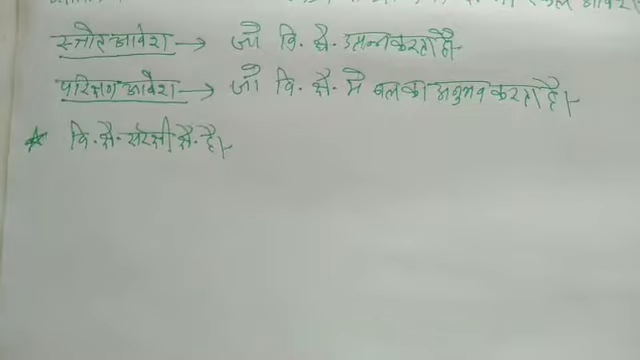 स्त्रोत आवेश → जो वि. क्षै. उत्पन्न करता है।
परिक्षण आवेश → जो वि. क्षै. मे बल का अनुभव करता है।
★ वि. क्षै. संरक्षी क्षै. है।